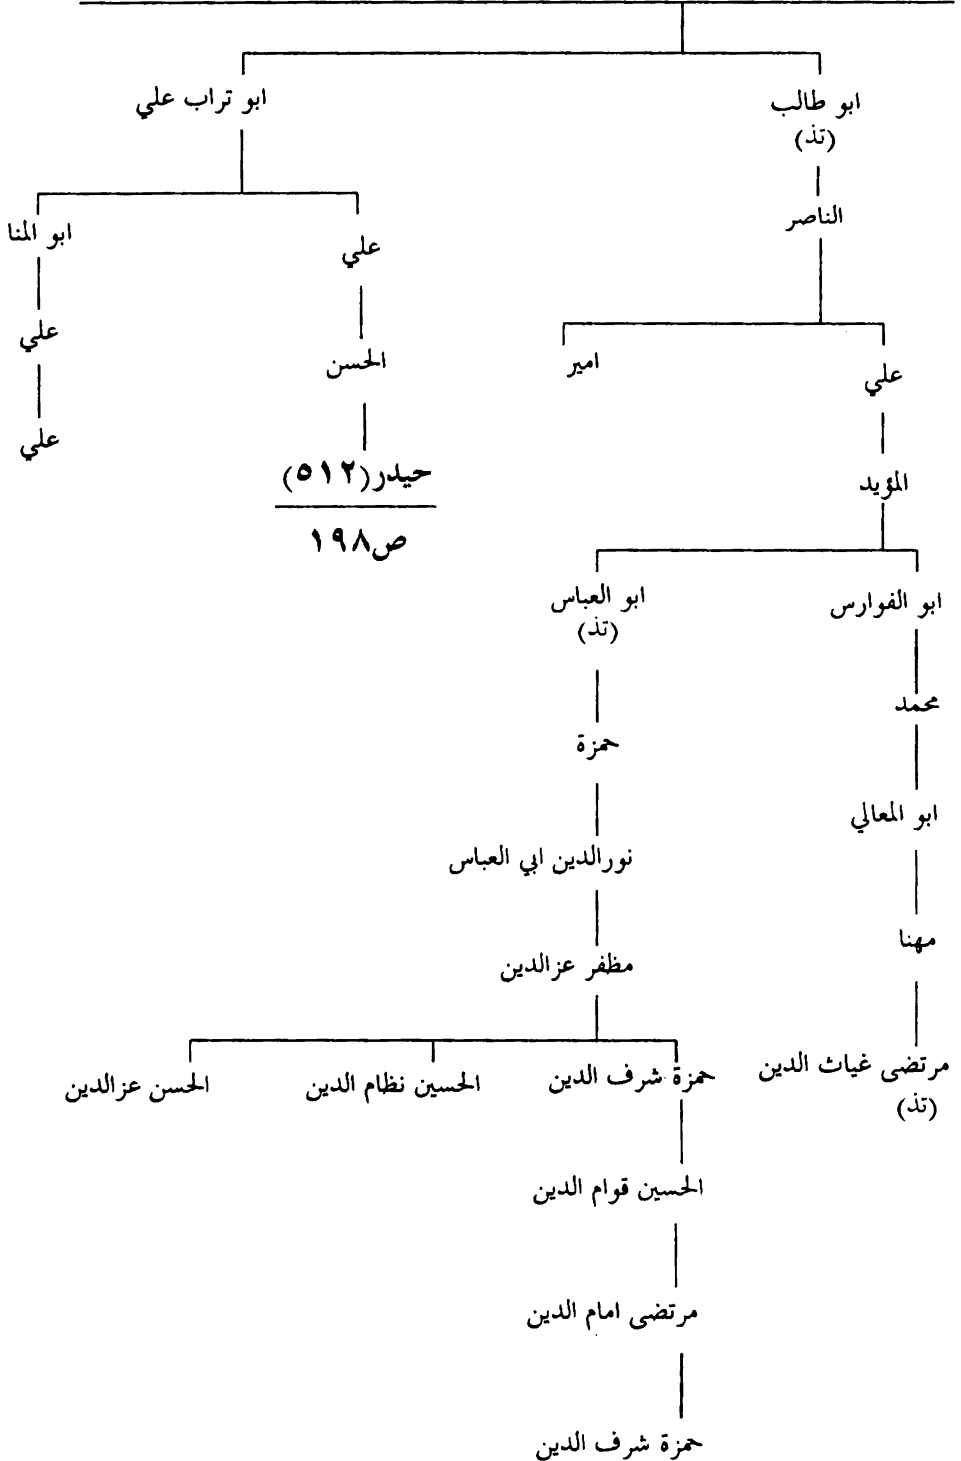 ابو طالب
(تذ)
ابو تراب علي
الناصر
علي
ابو المنا
علي
امير
علي
الحسن
علي
المؤيد
حيدر(٥١٢)
ص١٩٨
ابو الفوارس
ابو العباس
(تذ)
محمد
حمزة
ابو المعالي
نورالدين ابي العباس
مهنا
مظفر عزالدين
مرتضى غياث الدين
(تذ)
حمزة شرف الدين
الحسين نظام الدين
الحسن عزالدين
الحسين قوام الدين
مرتضى امام الدين
حمزة شرف الدين